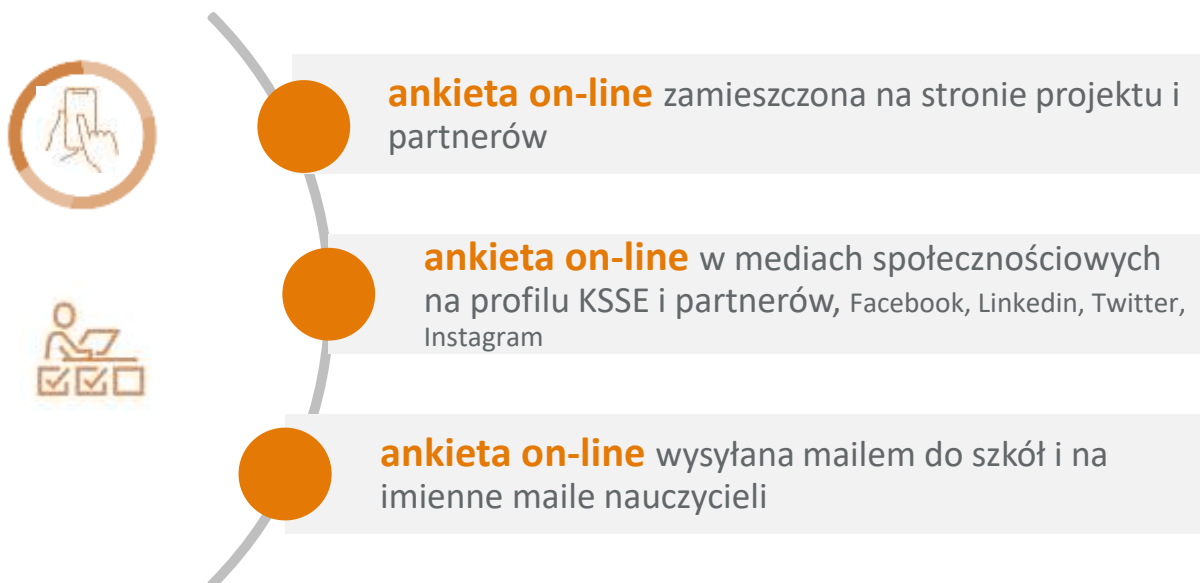 ankieta on-line zamieszczona na stronie projektu i
partnerów
ankieta on-line w mediach społecznościowych
na profilu KSSE i partnerów, Facebook, Linkedin, Twitter,
Instagram
ankieta on-line wysyłana mailem do szkół i na
imienne maile nauczycieli